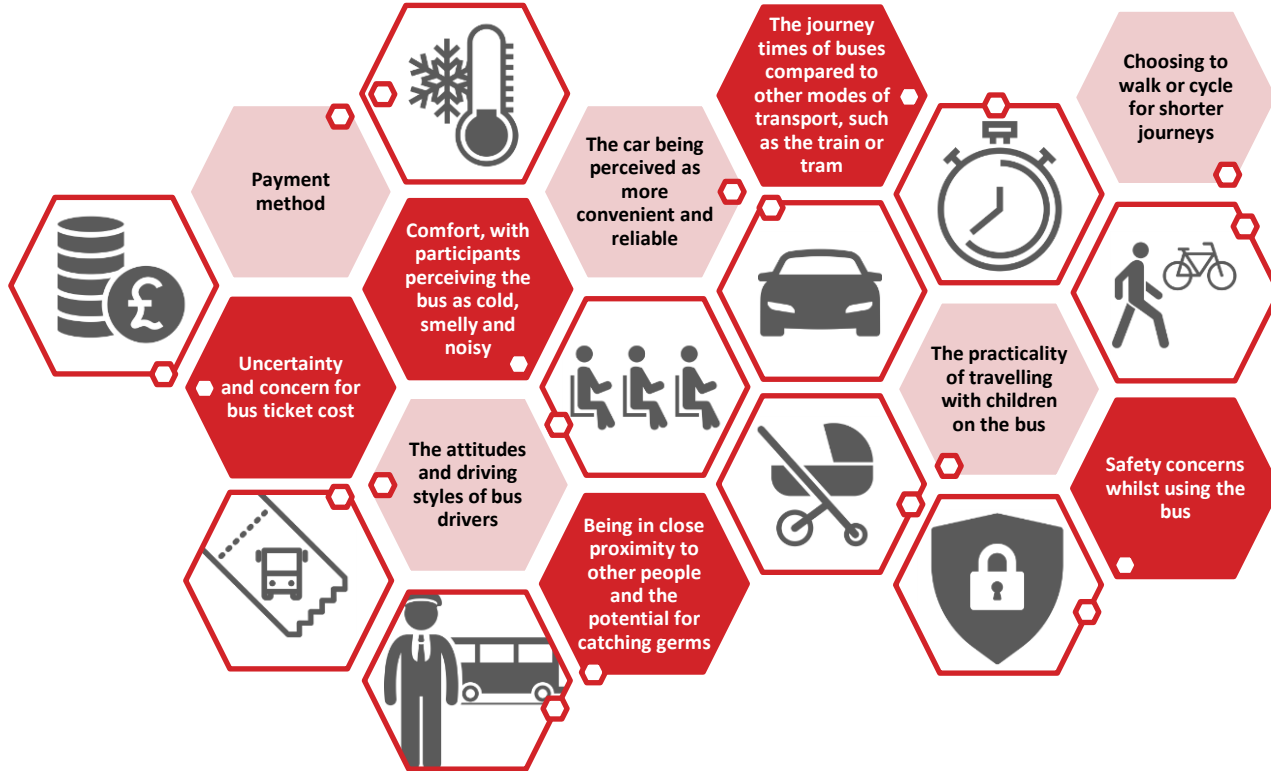 Payment
method
Uncertainty
and concern for
bus ticket cost
Comfort, with
participants
perceiving the
bus as cold,
smelly and
noisy
The attitudes
and driving
styles of bus
drivers
The car being
perceived as
more
convenient and
reliable
Being in close
proximity to
other people
and the
potential for
catching germs
The journey
times of buses
compared to
other modes of
transport, such
as the train or
tram
The practicality
of travelling
with children
on the bus
Choosing to
walk or cycle
for shorter
journeys
Safety concerns
whilst using the
bus
£